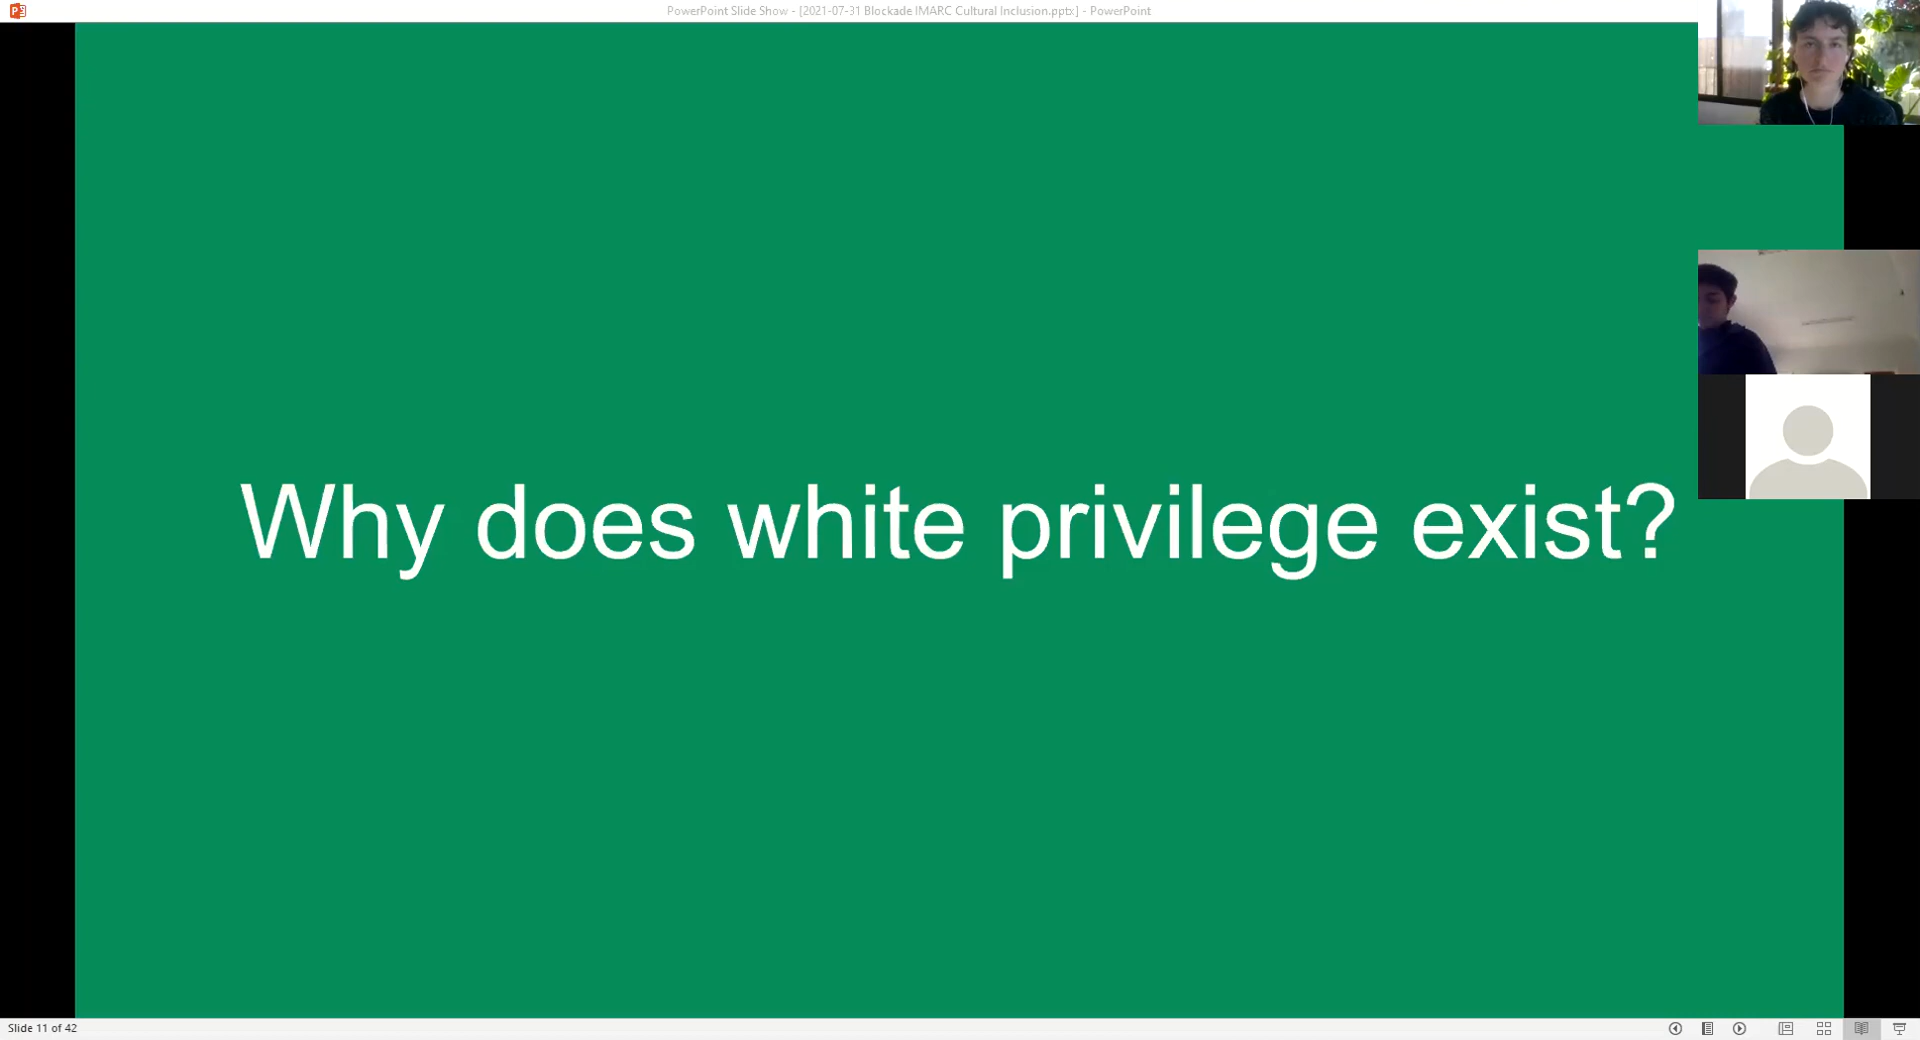 PowerPoint Slide Show - [2021-07-31 Blockade IMARC Cultural Inclusion.pptx] - PowerPoint
Why does white privilege exist?
Slide 11 of 42